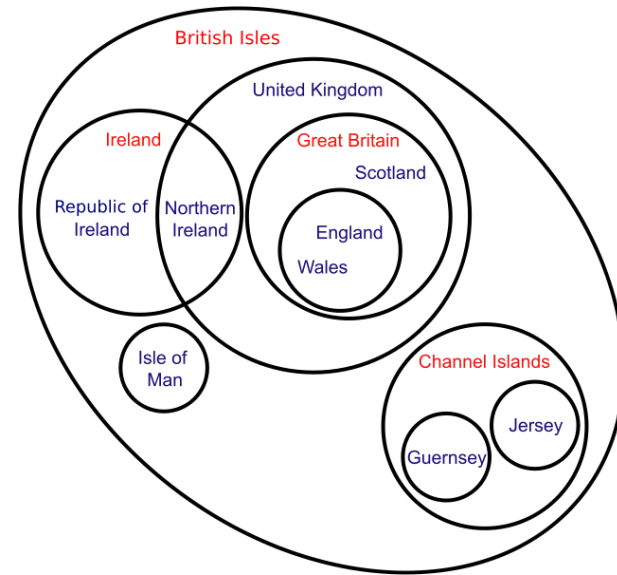 British Isles
United Kingdom
Ireland
Great Britain
Scotland
Republic of
Ireland
Northern
Ireland
England
Wales
Isle of
Man
Channel Islands
Jersey
Guernsey